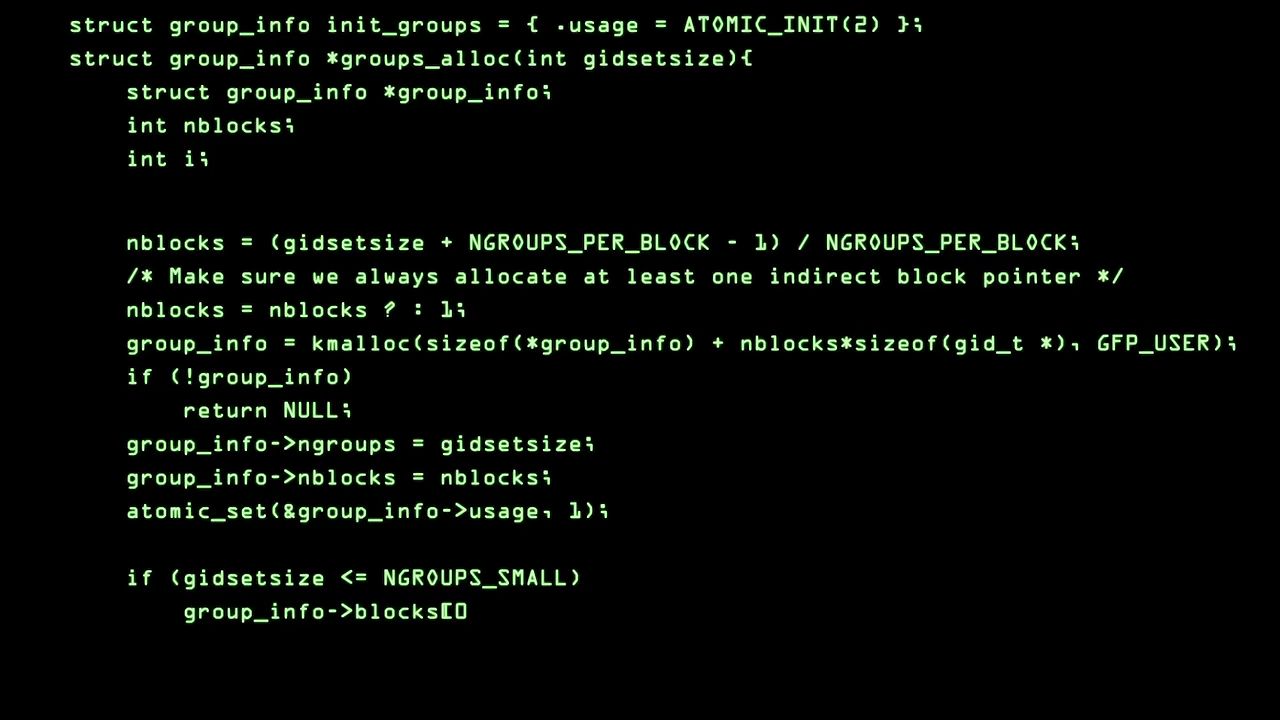 struct group_info init_groups = { .usage = ATOMIC_INIT(2) };
struct group_info *groups_alloc(int gidsetsize){
    struct group_info *group_info;
    int nblocks;
    int i;

    nblocks = (gidsetsize + NGROUPS_PER_BLOCK - 1) / NGROUPS_PER_BLOCK;
    /* Make sure we always allocate at least one indirect block pointer */
    nblocks = nblocks ? : 1;
    group_info = kmalloc(sizeof(*group_info) + nblocks*sizeof(gid_t *), GFP_USER);
    if (!group_info)
        return NULL;
    group_info->ngroups = gidsetsize;
    group_info->nblocks = nblocks;
    atomic_set(&group_info->usage, 1);

    if (gidsetsize <= NGROUPS_SMALL)
        group_info->blocks[0